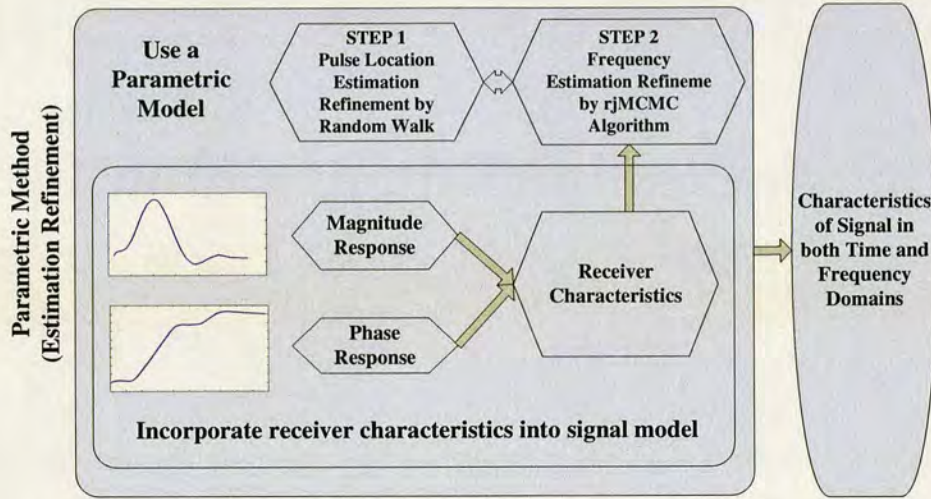 Parametric Method
(Estimation Refinement)
Use a
Parametric
Model
STEP 1
Pulse Location
Estimation
Refinement by
Random Walk
STEP 2
Frequency
Estimation Refineme
by rjMCMC
Algorithm
Magnitude
Response
Phase
Response
Receiver
Characteristics
Incorporate receiver characteristics into signal model
Characteristics
of Signal in
both Time and
Frequency
Domains